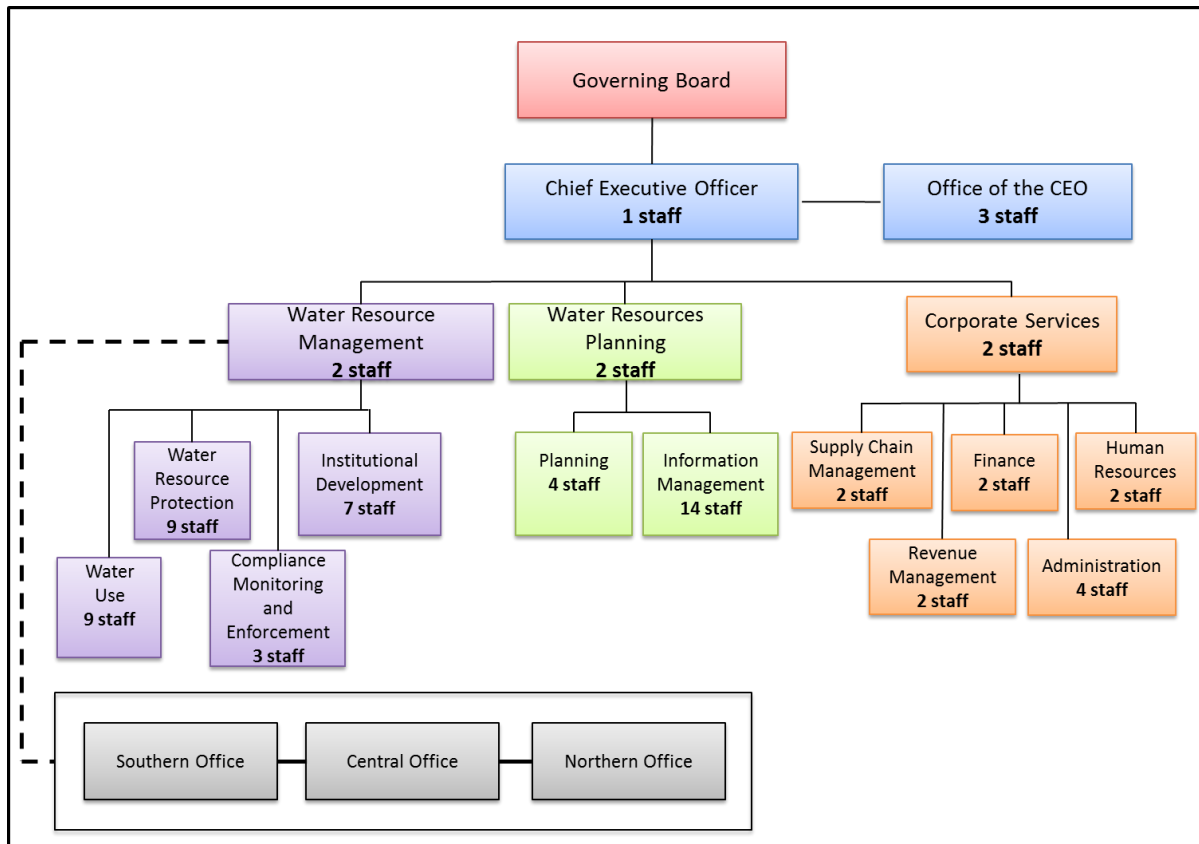 Governing Board
Chief Executive Officer
1 staff
Office of the CEO
3 staff
Water Resource
Management
2 staff
Water Resources
Planning
2 staff
Corporate Services
2 staff
Water
Use
9 staff
Water
Resource
Protection
9 staff
Compliance
Monitoring
and
Enforcement
3 staff
Institutional
Development
7 staff
Planning
4 staff
Information
Management
14 staff
Supply Chain
Management
2 staff
Revenue
Management
2 staff
Finance
2 staff
Administration
4 staff
Human
Resources
2 staff
Southern Office
Central Office
Northern Office